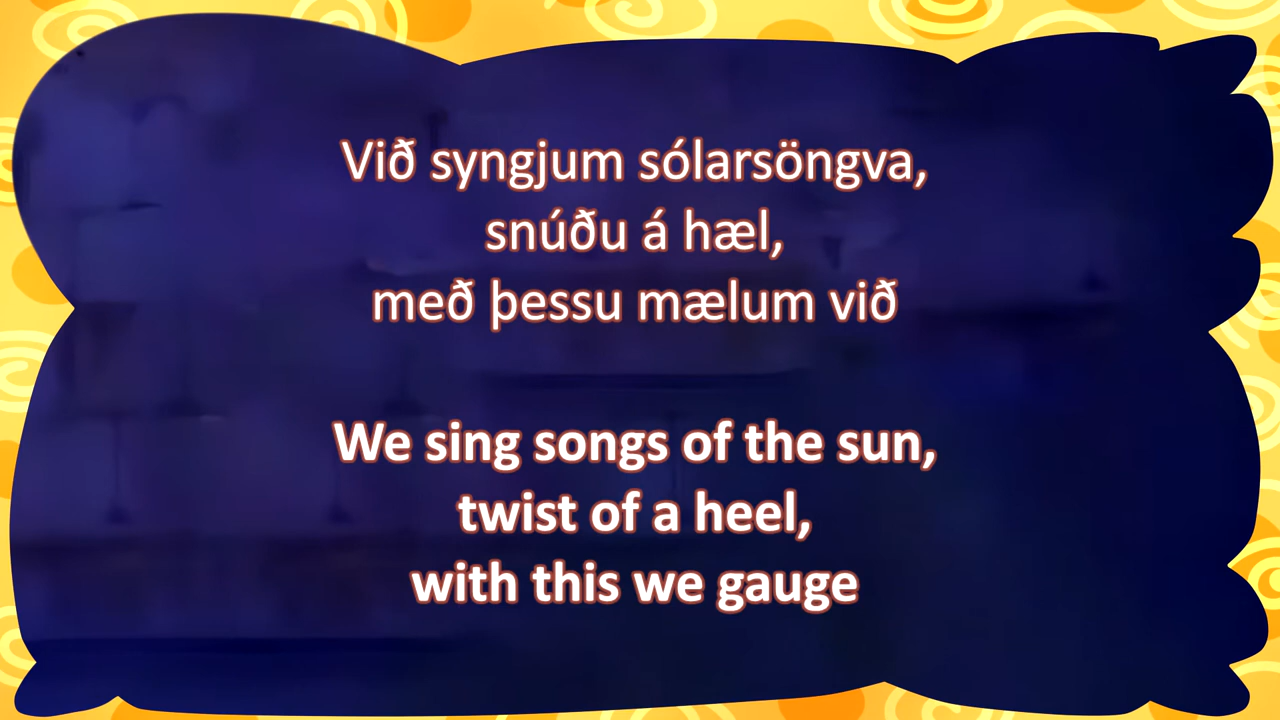 Við syngjum sólarsöngva,
snúðu á hæl,
með þessu mælum við
We sing songs of the sun,
twist of a heel,
with this we gauge